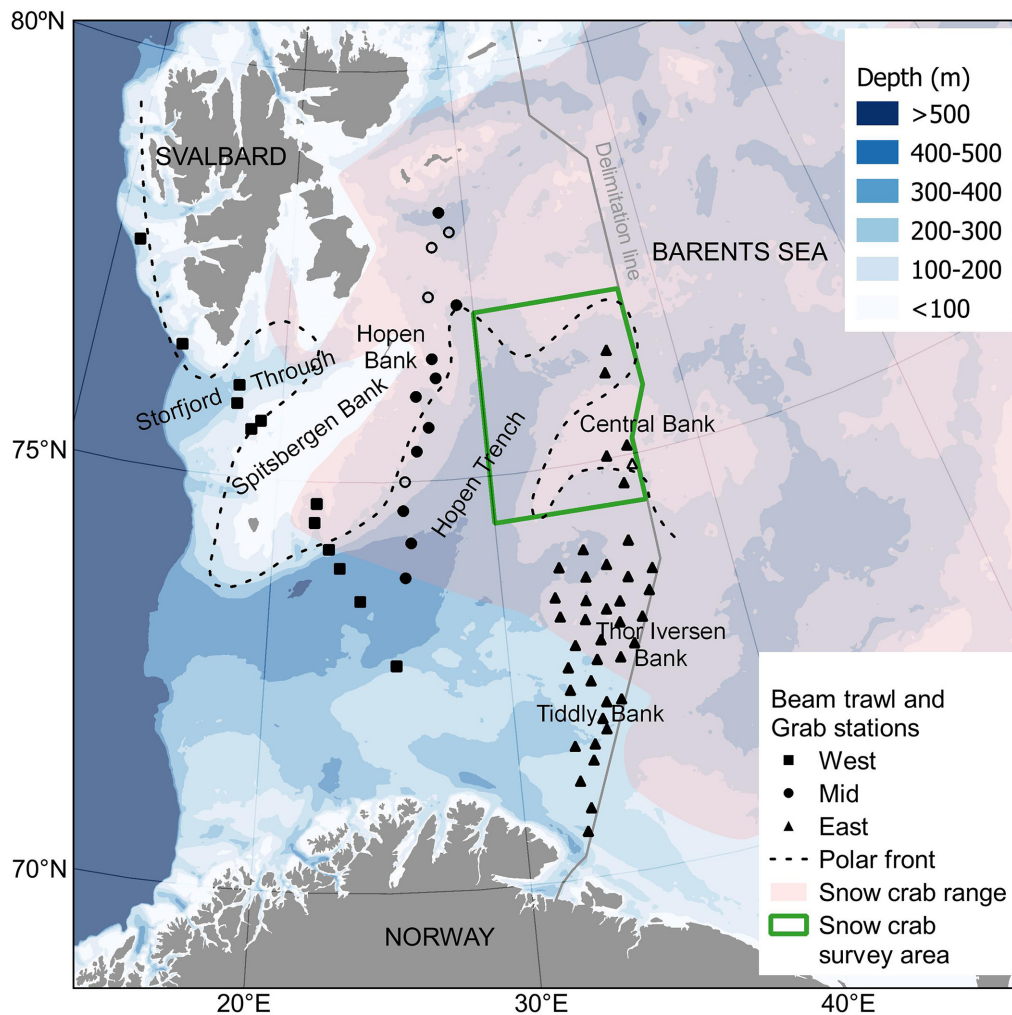 80ºN
75ºN
70ºN
20°E
30°E
40°E
SVALBARD
BARENTS SEA
Delimitation line
Hopen
Bank
Storfjord Through
Spitsbergen Bank
Hopen Trench
Central Bank
Thor Iversen
Bank
Tiddly Bank
NORWAY
Depth (m)
>500
400-500
300-400
200-300
100-200
<100
Beam trawl and
Grab stations
West
Mid
East
Polar front
Snow crab range
Snow crab
survey area